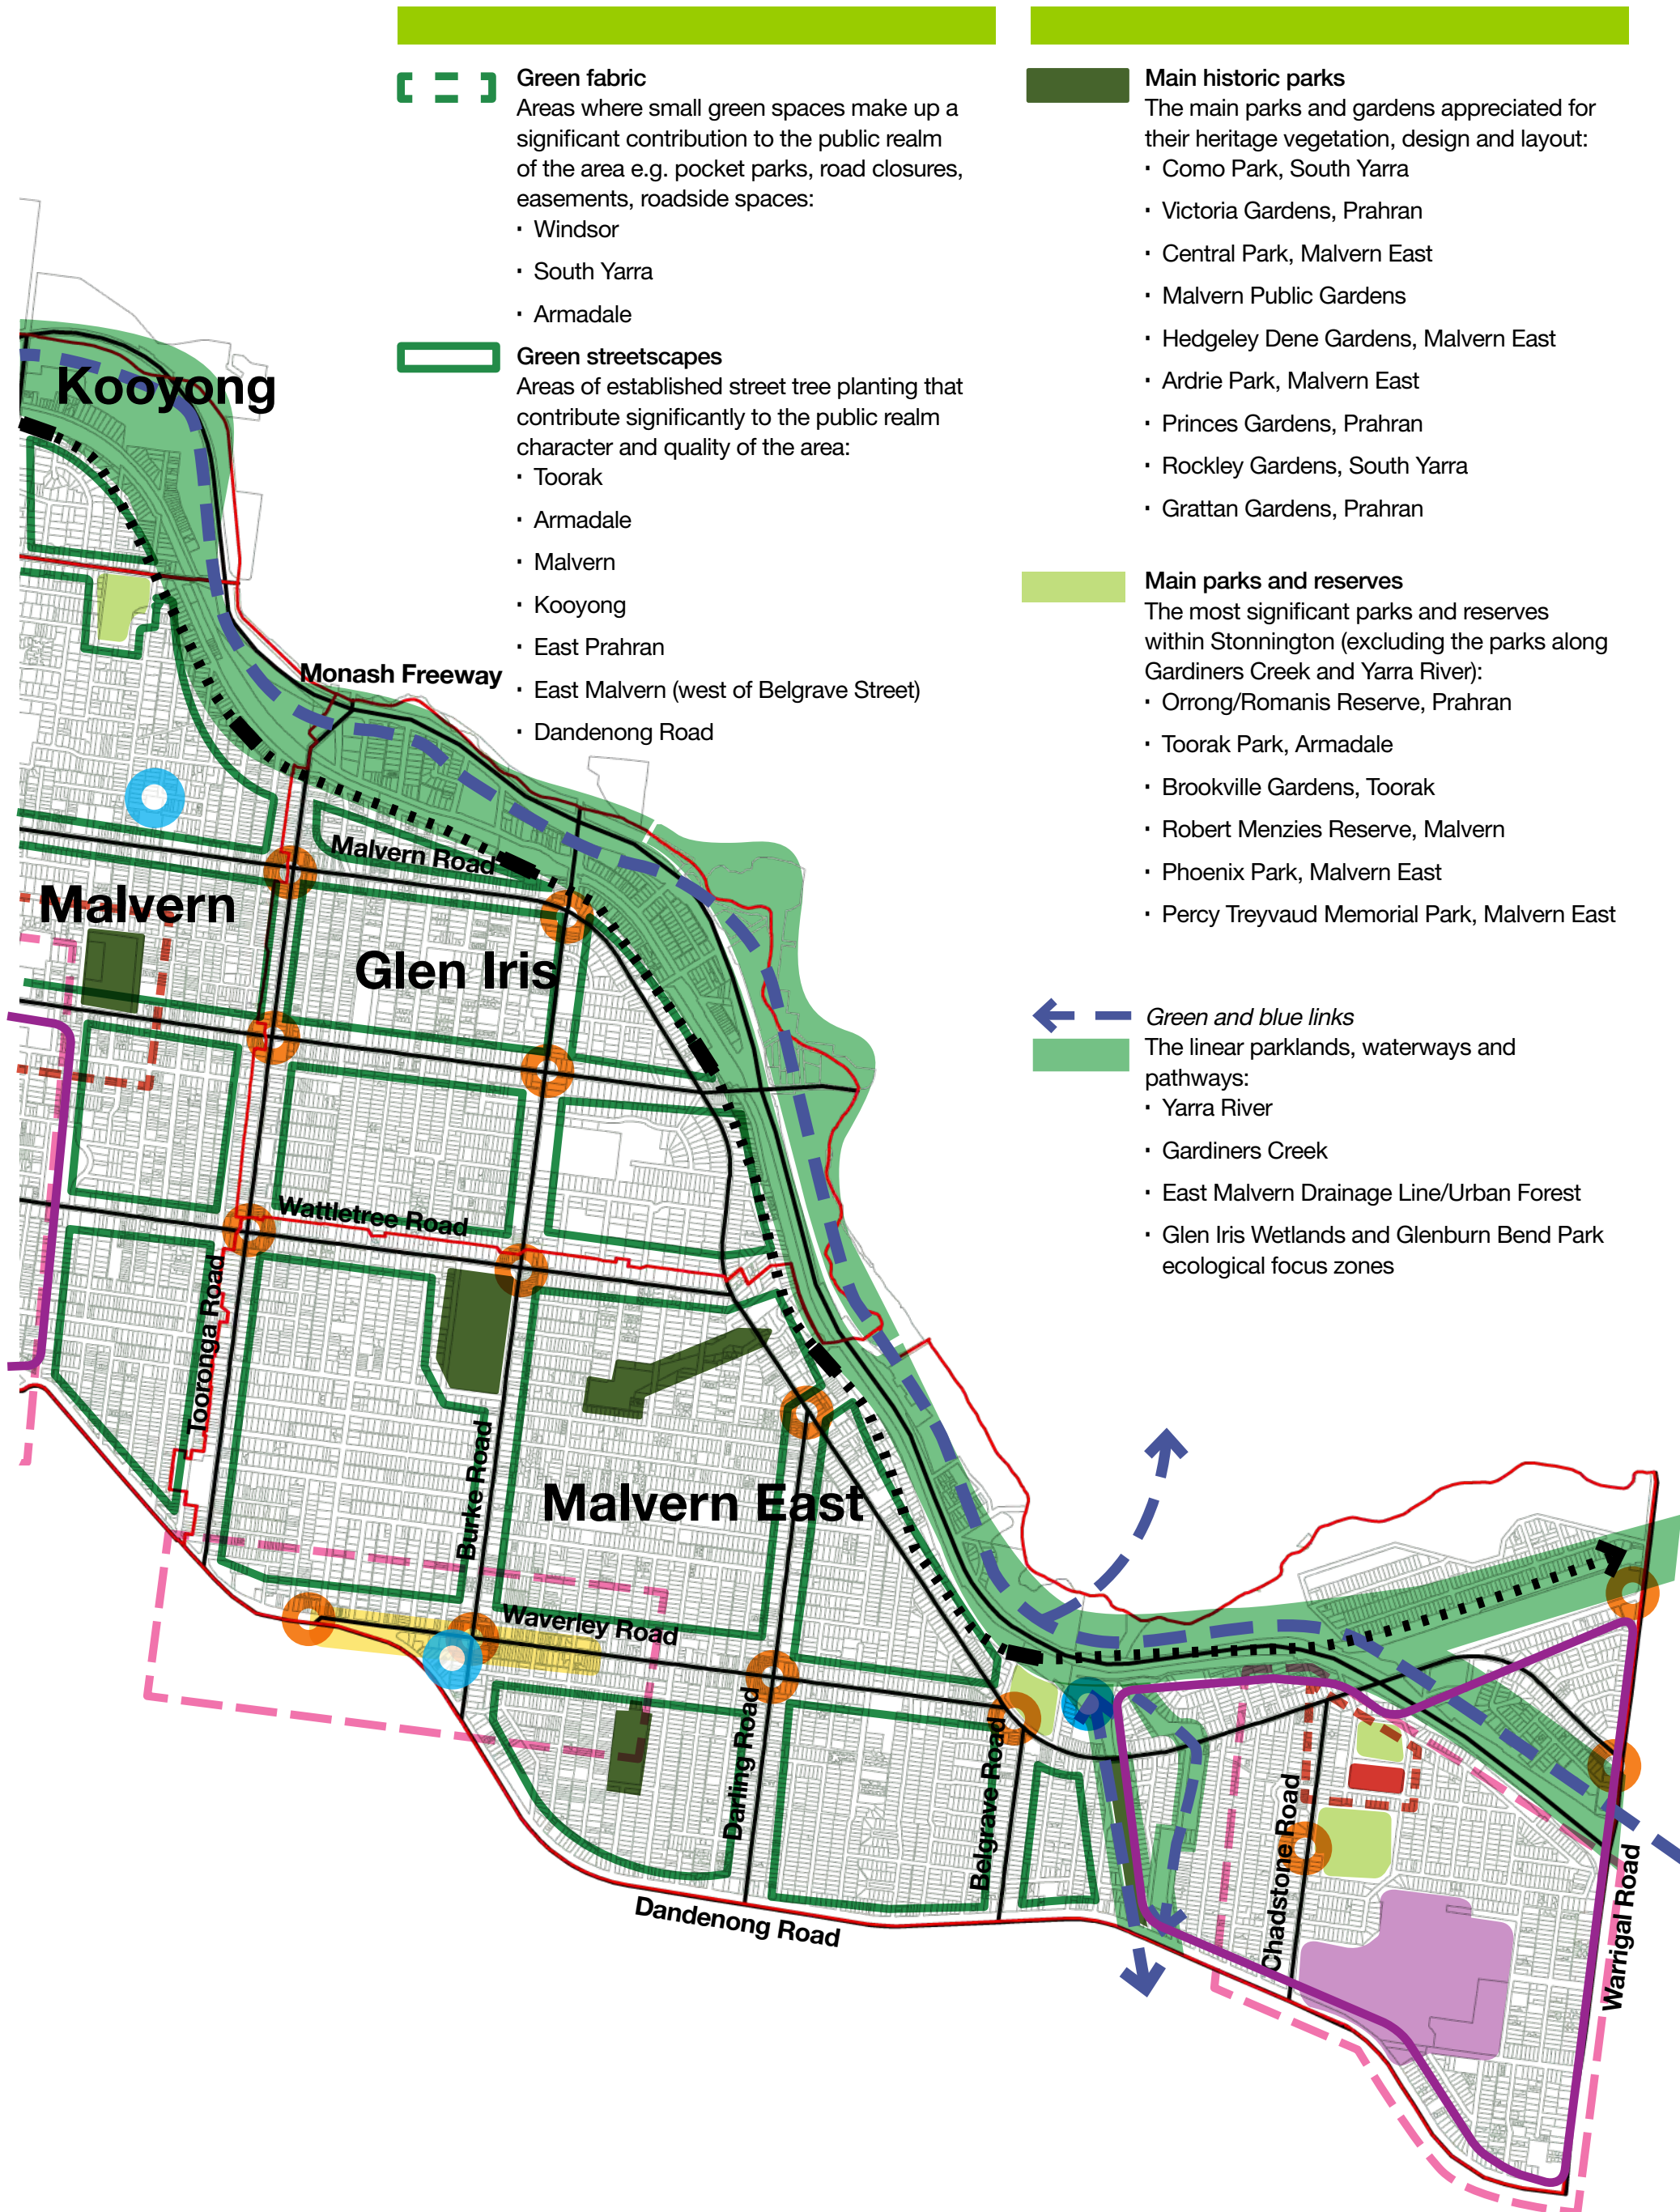 Green fabric
Areas where small green spaces make up a
significant contribution to the public realm
of the area e.g. pocket parks, road closures,
easements, roadside spaces:
· Windsor
· South Yarra
· Armadale
Green streetscapes
Areas of established street tree planting that
contribute significantly to the public realm
character and quality of the area:
· Toorak
· Armadale
· Malvern
· Kooyong
· East Prahran
· East Malvern (west of Belgrave Street)
· Dandenong Road
Main historic parks
The main parks and gardens appreciated for
their heritage vegetation, design and layout:
· Como Park, South Yarra
· Victoria Gardens, Prahran
· Central Park, Malvern East
· Malvern Public Gardens
· Hedgeley Dene Gardens, Malvern East
· Ardrie Park, Malvern East
· Princes Gardens, Prahran
· Rockley Gardens, South Yarra
· Grattan Gardens, Prahran
Main parks and reserves
The most significant parks and reserves
within Stonnington (excluding the parks along
Gardiners Creek and Yarra River):
· Orrong/Romanis Reserve, Prahran
· Toorak Park, Armadale
· Brookville Gardens, Toorak
· Robert Menzies Reserve, Malvern
· Phoenix Park, Malvern East
· Percy Treyvaud Memorial Park, Malvern East
Green and blue links
The linear parklands, waterways and
pathways:
· Yarra River
· Gardiners Creek
· East Malvern Drainage Line/Urban Forest
· Glen Iris Wetlands and Glenburn Bend Park
ecological focus zones
Kooyong
Monash Freeway
Malvern Road
Malvern
Glen Iris
Wattletree Road
Tooronga Road
Burke Road
Malvern East
Waverley Road
Darling Road
Belgrave Road
Chadstone Road
Warrigal Road
Dandenong Road